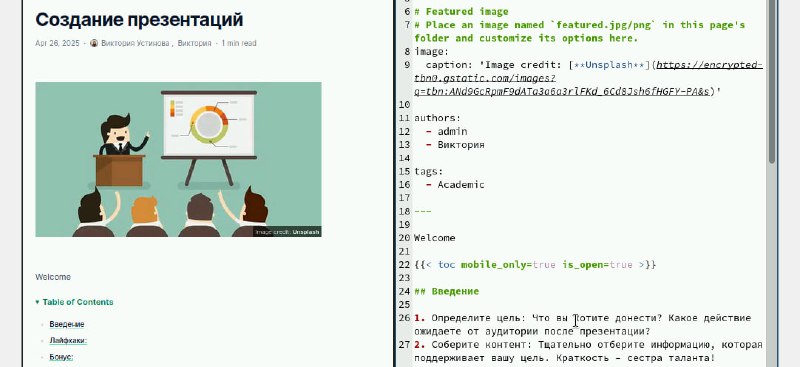 Создание презентаций
Apr 26, 2025 · Виктория Устинова , Виктория · 1 min read
Image credit: Unsplash
Welcome
▾ Table of Contents
Введение
Лайфхаки:
Бонус:
6 # Featured image
7 # Place an image named `featured.jpg/png` in this page's
folder and customize its options here.
8 image:
9 caption: 'Image credit: [**Unsplash**](https://encrypted-
tbn0.gstatic.com/images?
q=tbn:ANd9GcRpmF9dATa3a6a3rlFKd_6Cd8Jsh6fHGFY-PA&s)'
10
11 authors:
12 - admin
13 - Виктория
14
15 tags:
16 - Academic
17
18 ---
19
20 Welcome
21
22 {{< toc mobile_only=true is_open=true >}}
23
24 ## Введение
25
26 1. Определите цель: Что вы хотите донести? Какое действие
ожидаете от аудитории после презентации?
27 2. Соберите контент: Тщательно отберите информацию, которая
поддерживает вашу цель. Краткость – сестра таланта!